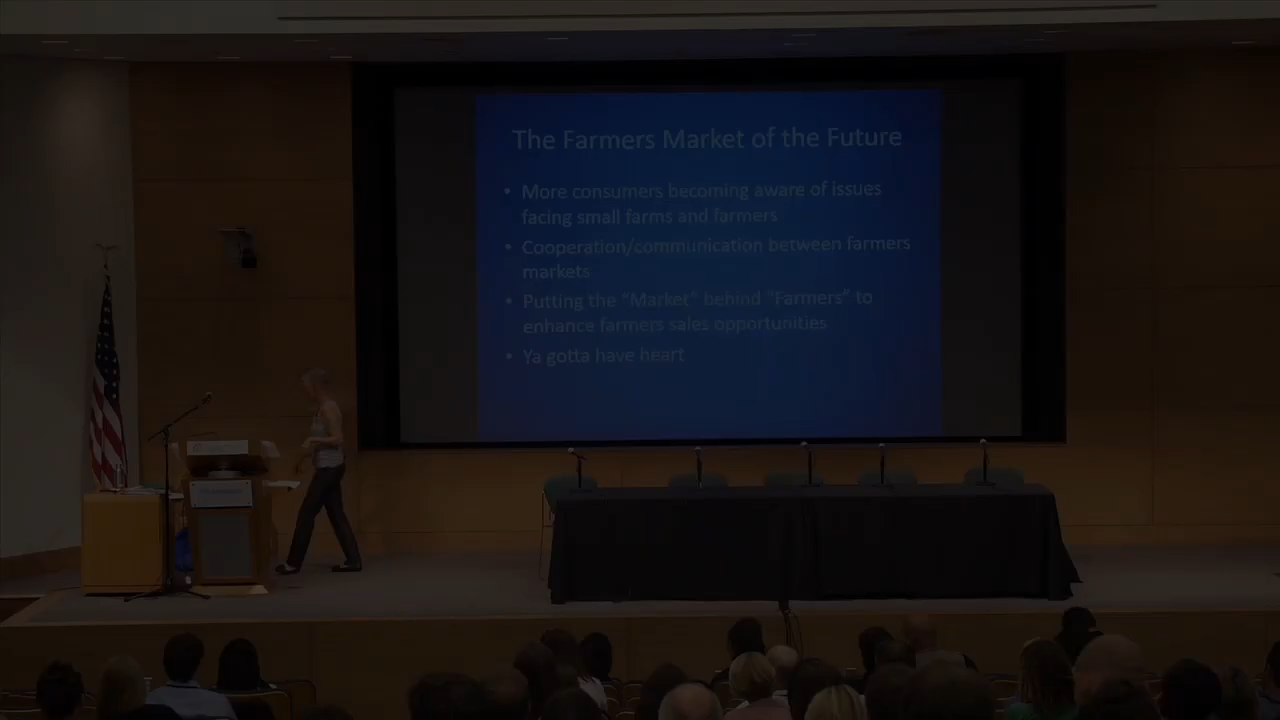 The Farmers Market of the Future
• More consumers becoming aware of issues
facing small farms and farmers
• Cooperation/communication between farmers
markets
• Putting the “Market” behind “Farmers” to
enhance farmers sales opportunities
• Ya gotta have heart